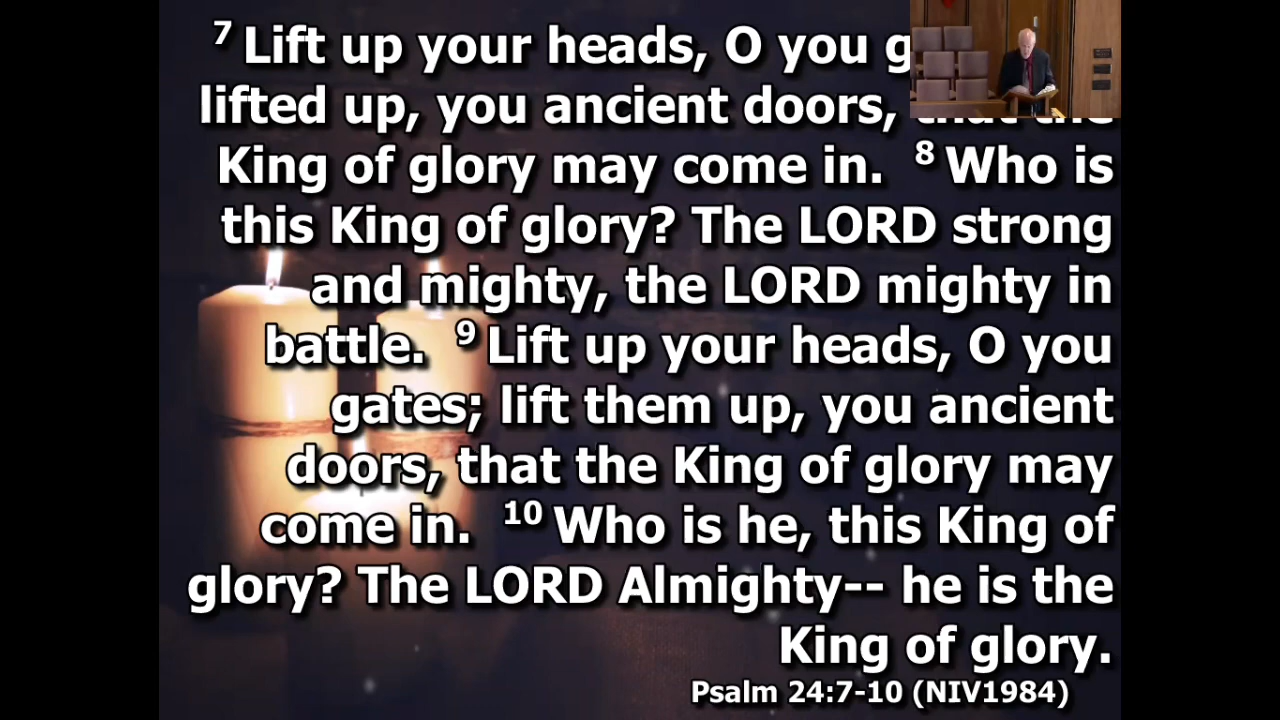 7 Lift up your heads, O you
lifted up, you ancient doors,
King of glory may come in. 8 Who is
this King of glory? The LORD strong
and mighty, the LORD mighty in
battle. 9 Lift up your heads, O you
gates; lift them up, you ancient
doors, that the King of glory may
come in. 10 Who is he, this King of
glory? The LORD Almighty-- he is the
King of glory.
Psalm 24:7-10 (NIV1984)